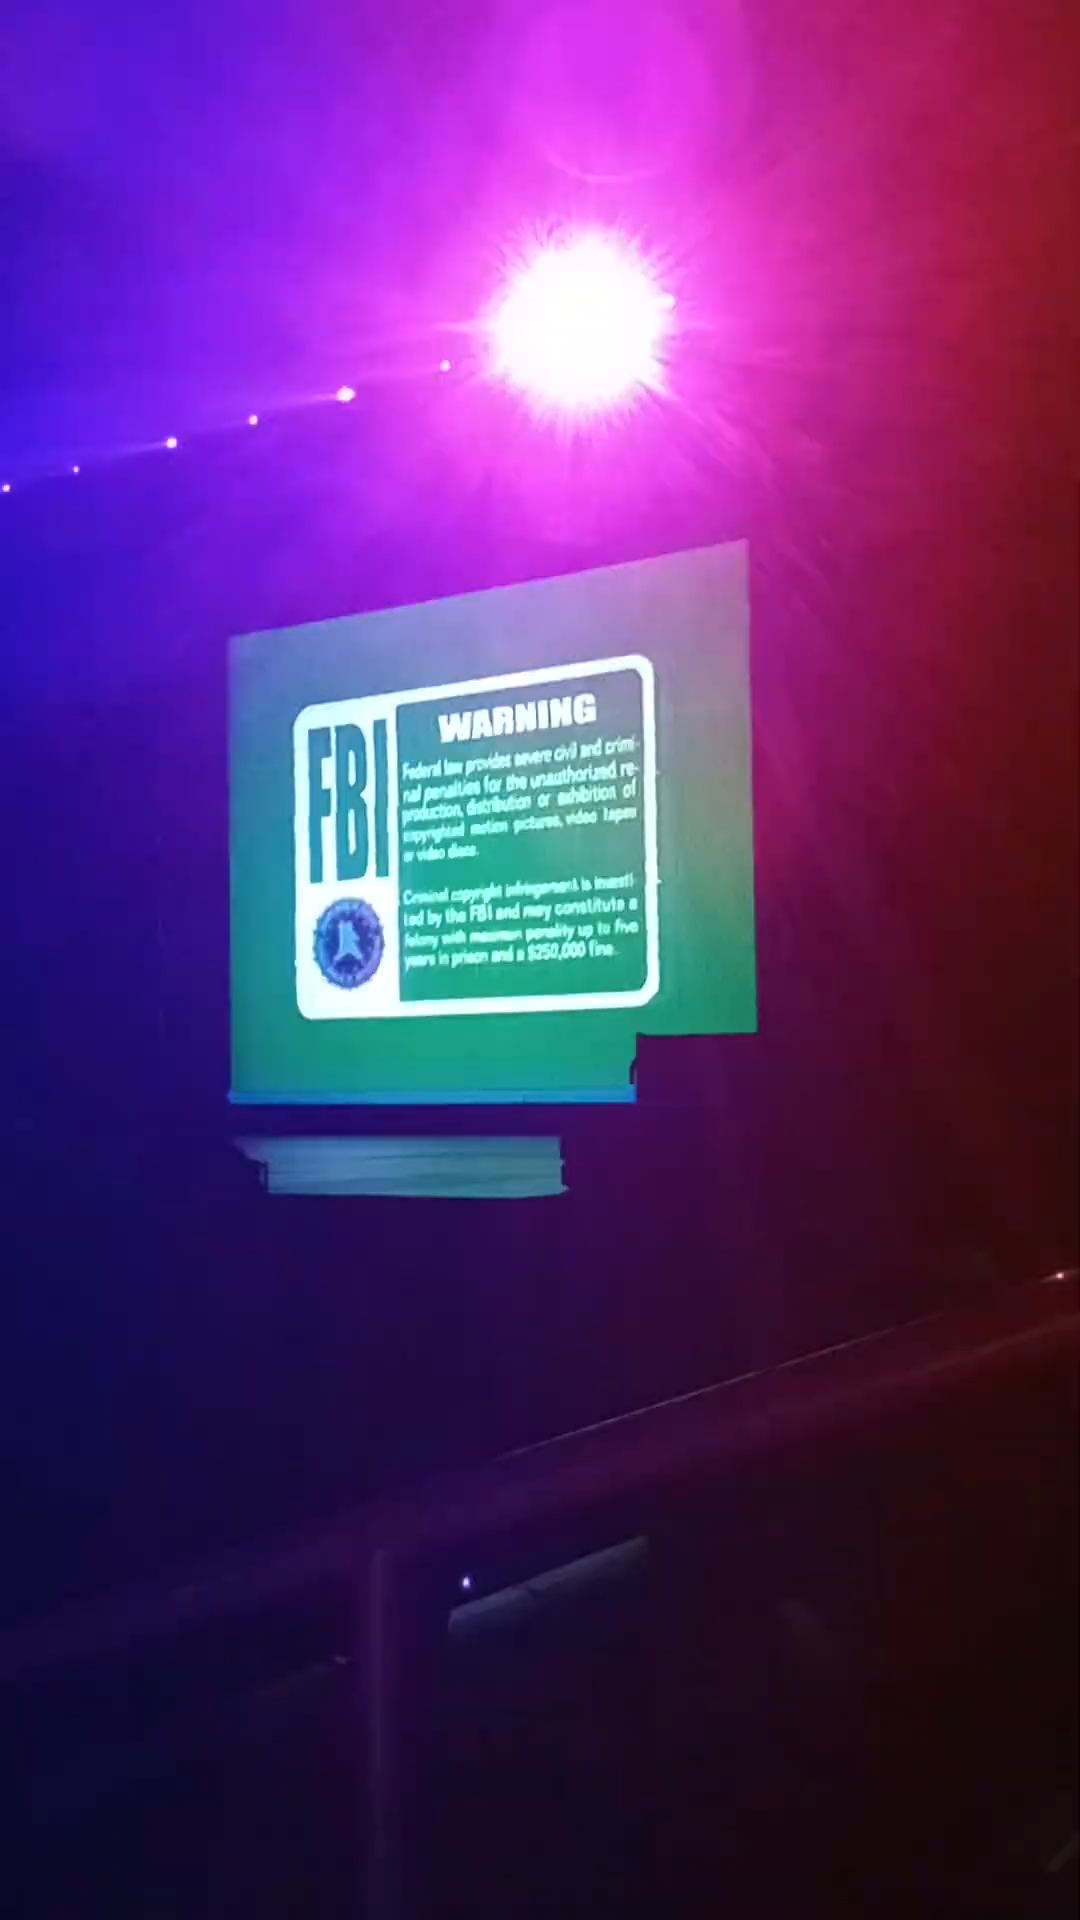 FBI
WARNING
Federal law provides severe civil and crimi-
nal penalties for the unauthorized re-
production, distribution or exhibition of
copyrighted motion pictures, video tapes
or video discs.
Criminal copyright infringement is investi-
ted by the FBI and may constitute a
felony with maximum penality up to five
years in prison and a $250,000 fine.